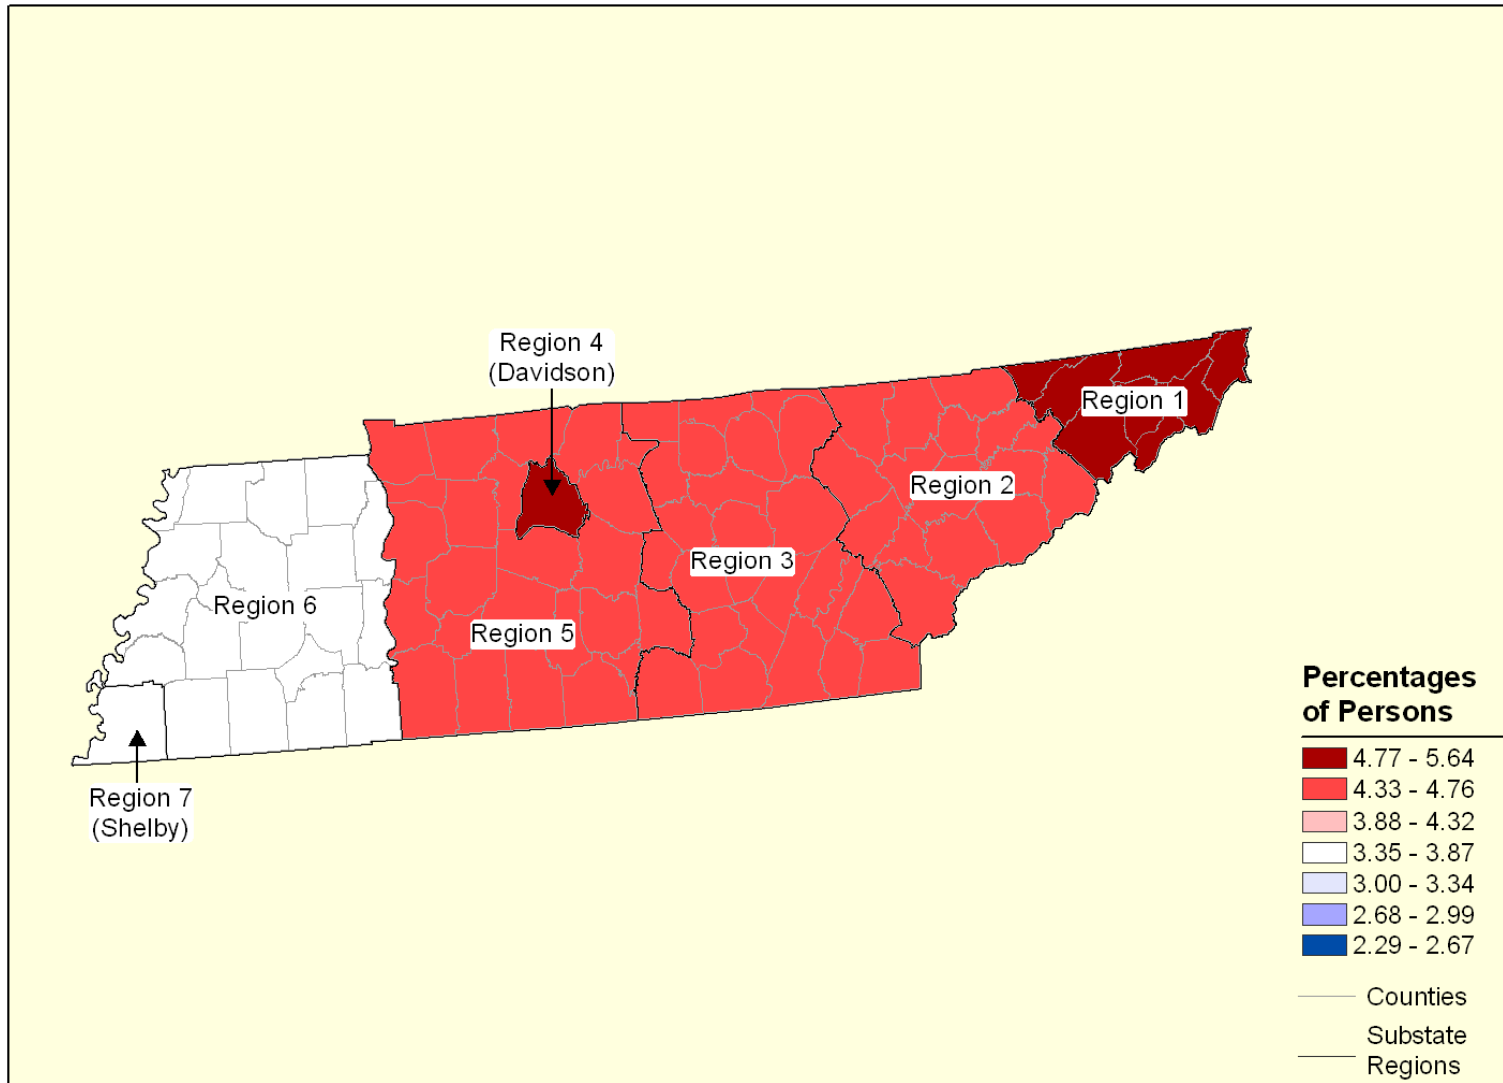 Region 4
(Davidson)
Region 1
Region 2
Region 3
Region 6
Region 5
Region 7
(Shelby)
Percentages
of Persons
4.77 - 5.64
4.33 - 4.76
3.88 - 4.32
3.35 - 3.87
3.00 - 3.34
2.68 - 2.99
2.29 - 2.67
Counties
Substate
Regions